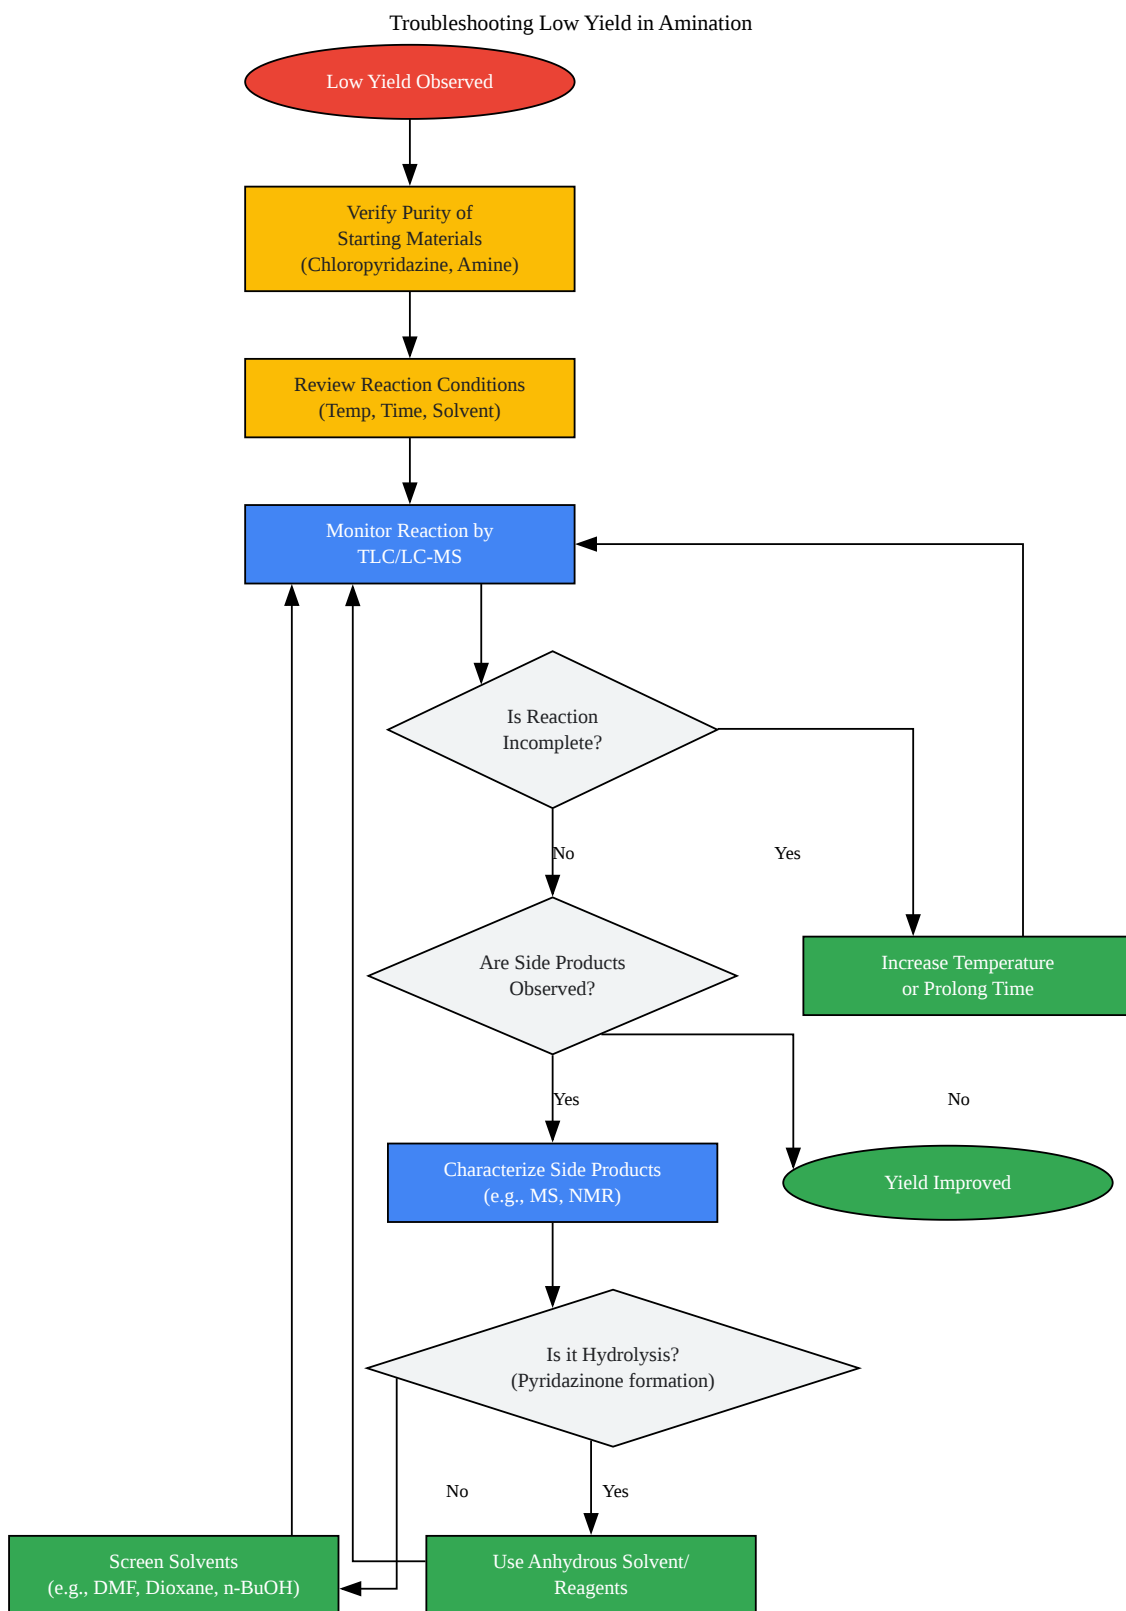 Troubleshooting Low Yield in Amination
Low Yield Observed
Verify Purity of
Starting Materials
(Chloropyridazine, Amine)
Review Reaction Conditions
(Temp, Time, Solvent)
Monitor Reaction by
TLC/LC-MS
Is Reaction
Incomplete?
No
Yes
Are Side Products
Observed?
Increase Temperature
or Prolong Time
Yes
No
Characterize Side Products
(e.g., MS, NMR)
Yield Improved
Is it Hydrolysis?
(Pyridazinone formation)
No
Yes
Screen Solvents
(e.g., DMF, Dioxane, n-BuOH)
Use Anhydrous Solvent/
Reagents